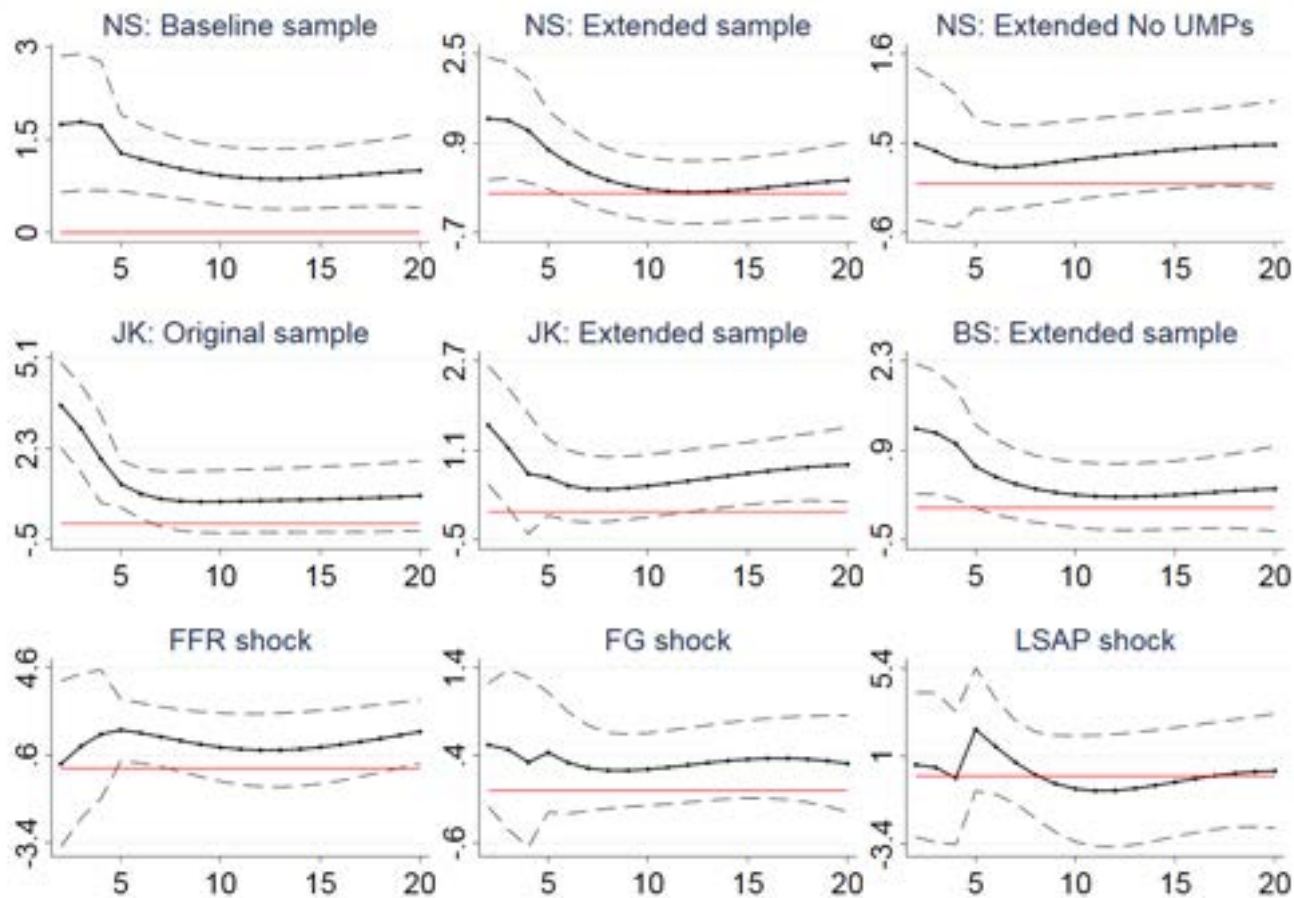 NS: Baseline sample
NS: Extended sample
NS: Extended No UMPs
3
1.5
0
5 10 15 20
2.5
.9
-.7
5 10 15 20
1.6
.5
-.6
5 10 15 20
JK: Original sample
JK: Extended sample
BS: Extended sample
5.1
2.3
-.5
5 10 15 20
2.7
1.1
-.5
5 10 15 20
2.3
.9
-.5
5 10 15 20
FFR shock
FG shock
LSAP shock
4.6
.6
-3.4
5 10 15 20
1.4
.4
-.6
5 10 15 20
5.4
1
-3.4
5 10 15 20